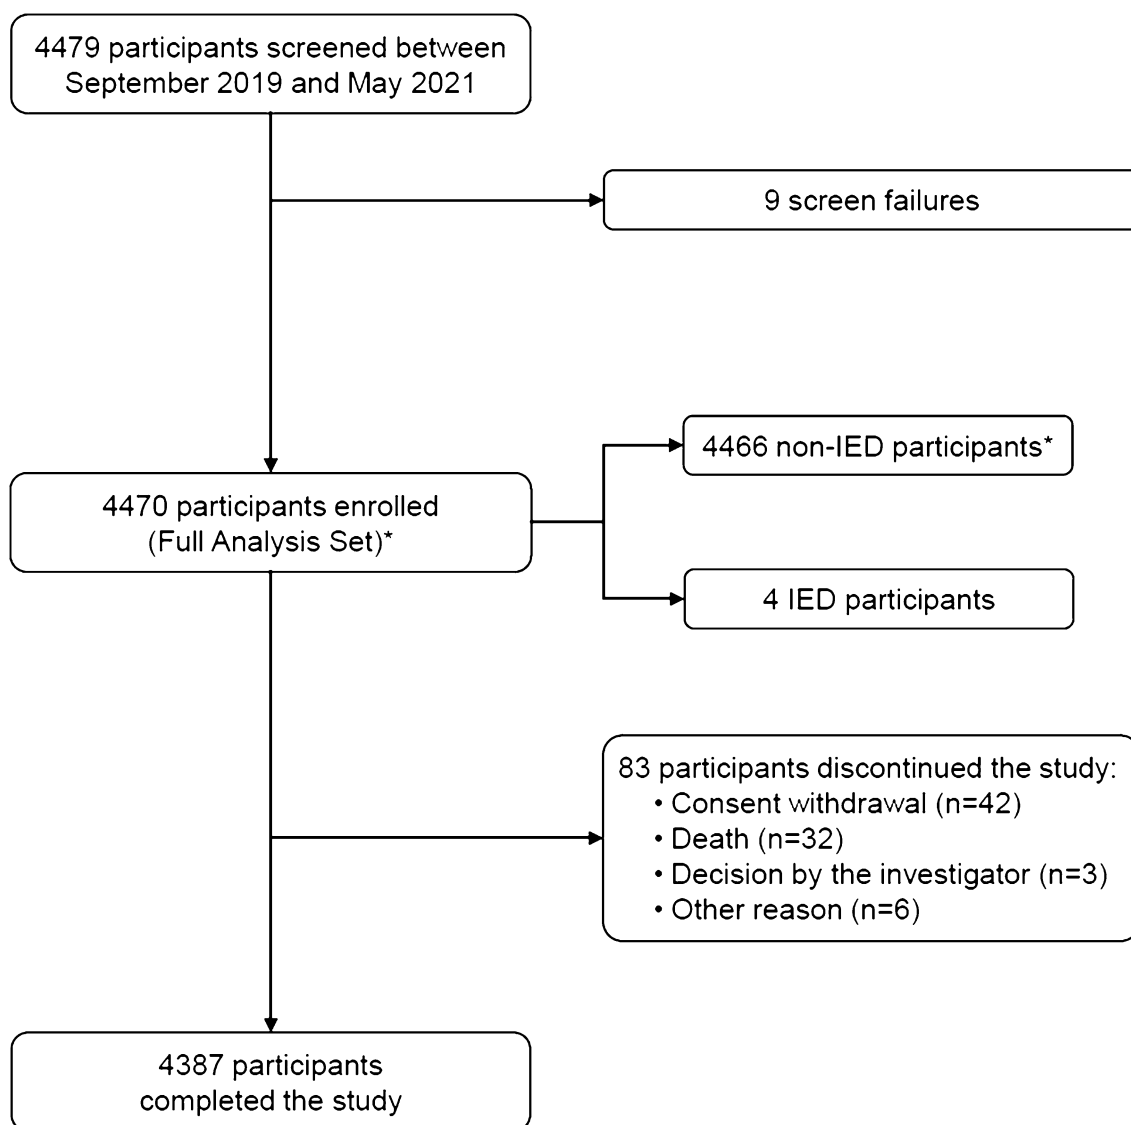 4479 participants screened between
September 2019 and May 2021
9 screen failures
4466 non-IED participants*
4470 participants enrolled
(Full Analysis Set)*
4 IED participants
83 participants discontinued the study:
• Consent withdrawal (n=42)
• Death (n=32)
• Decision by the investigator (n=3)
• Other reason (n=6)
4387 participants
completed the study